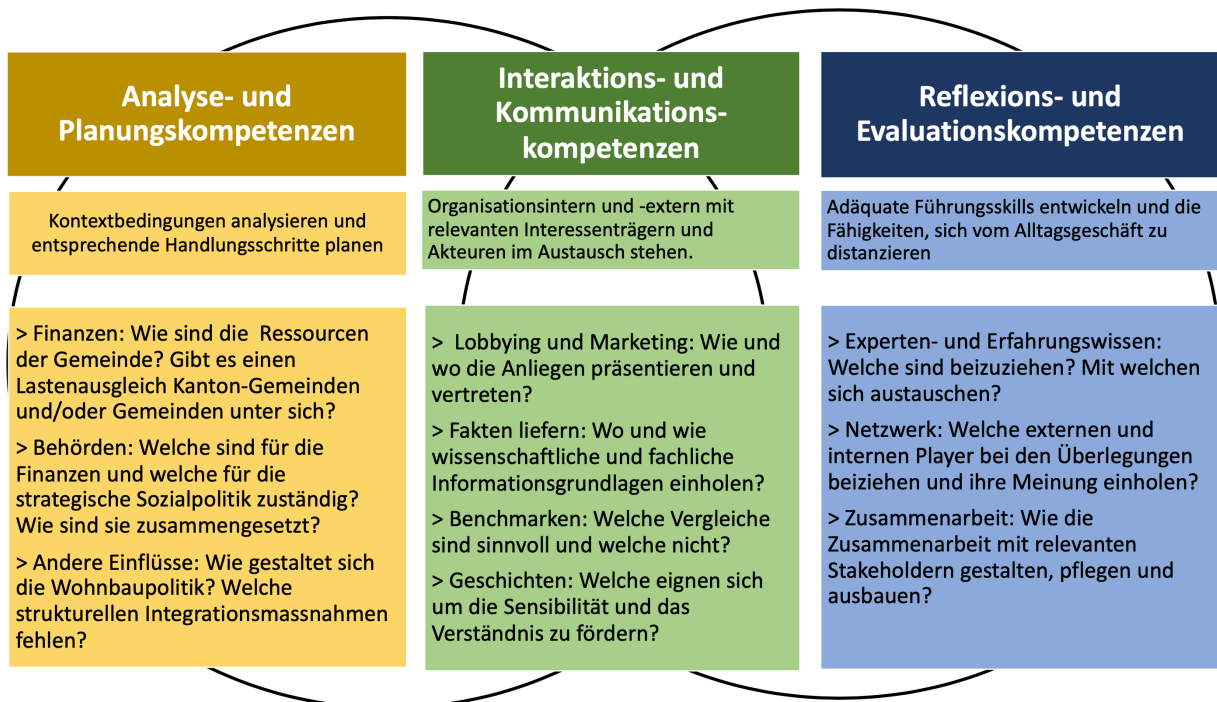 Analyse- und
Planungskompetenzen
Kontextbedingungen analysieren und
entsprechende Handlungsschritte planen
> Finanzen: Wie sind die Ressourcen
der Gemeinde? Gibt es einen
Lastenausgleich Kanton-Gemeinden
und/oder Gemeinden unter sich?
> Behörden: Welche sind für die
Finanzen und welche für die
strategische Sozialpolitik zuständig?
Wie sind sie zusammengesetzt?
> Andere Einflüsse: Wie gestaltet sich
die Wohnbaupolitik? Welche
strukturellen Integrationsmassnahmen
fehlen?
Interaktions- und
Kommunikations-
kompetenzen
Organisationsintern und -extern mit
relevanten Interessenträgern und
Akteuren im Austausch stehen.
> Lobbying und Marketing: Wie und
wo die Anliegen präsentieren und
vertreten?
> Fakten liefern: Wo und wie
wissenschaftliche und fachliche
Informationsgrundlagen einholen?
> Benchmarken: Welche Vergleiche
sind sinnvoll und welche nicht?
> Geschichten: Welche eignen sich
um die Sensibilität und das
Verständnis zu fördern?
Reflexions- und
Evaluationskompetenzen
Adäquate Führungsskills entwickeln und die
Fähigkeiten, sich vom Alltagsgeschäft zu
distanzieren
> Experten- und Erfahrungswissen:
Welche sind beizuziehen? Mit welchen
sich austauschen?
> Netzwerk: Welche externen und
internen Player bei den Überlegungen
beiziehen und ihre Meinung einholen?
> Zusammenarbeit: Wie die
Zusammenarbeit mit relevanten
Stakeholdern gestalten, pflegen und
ausbauen?